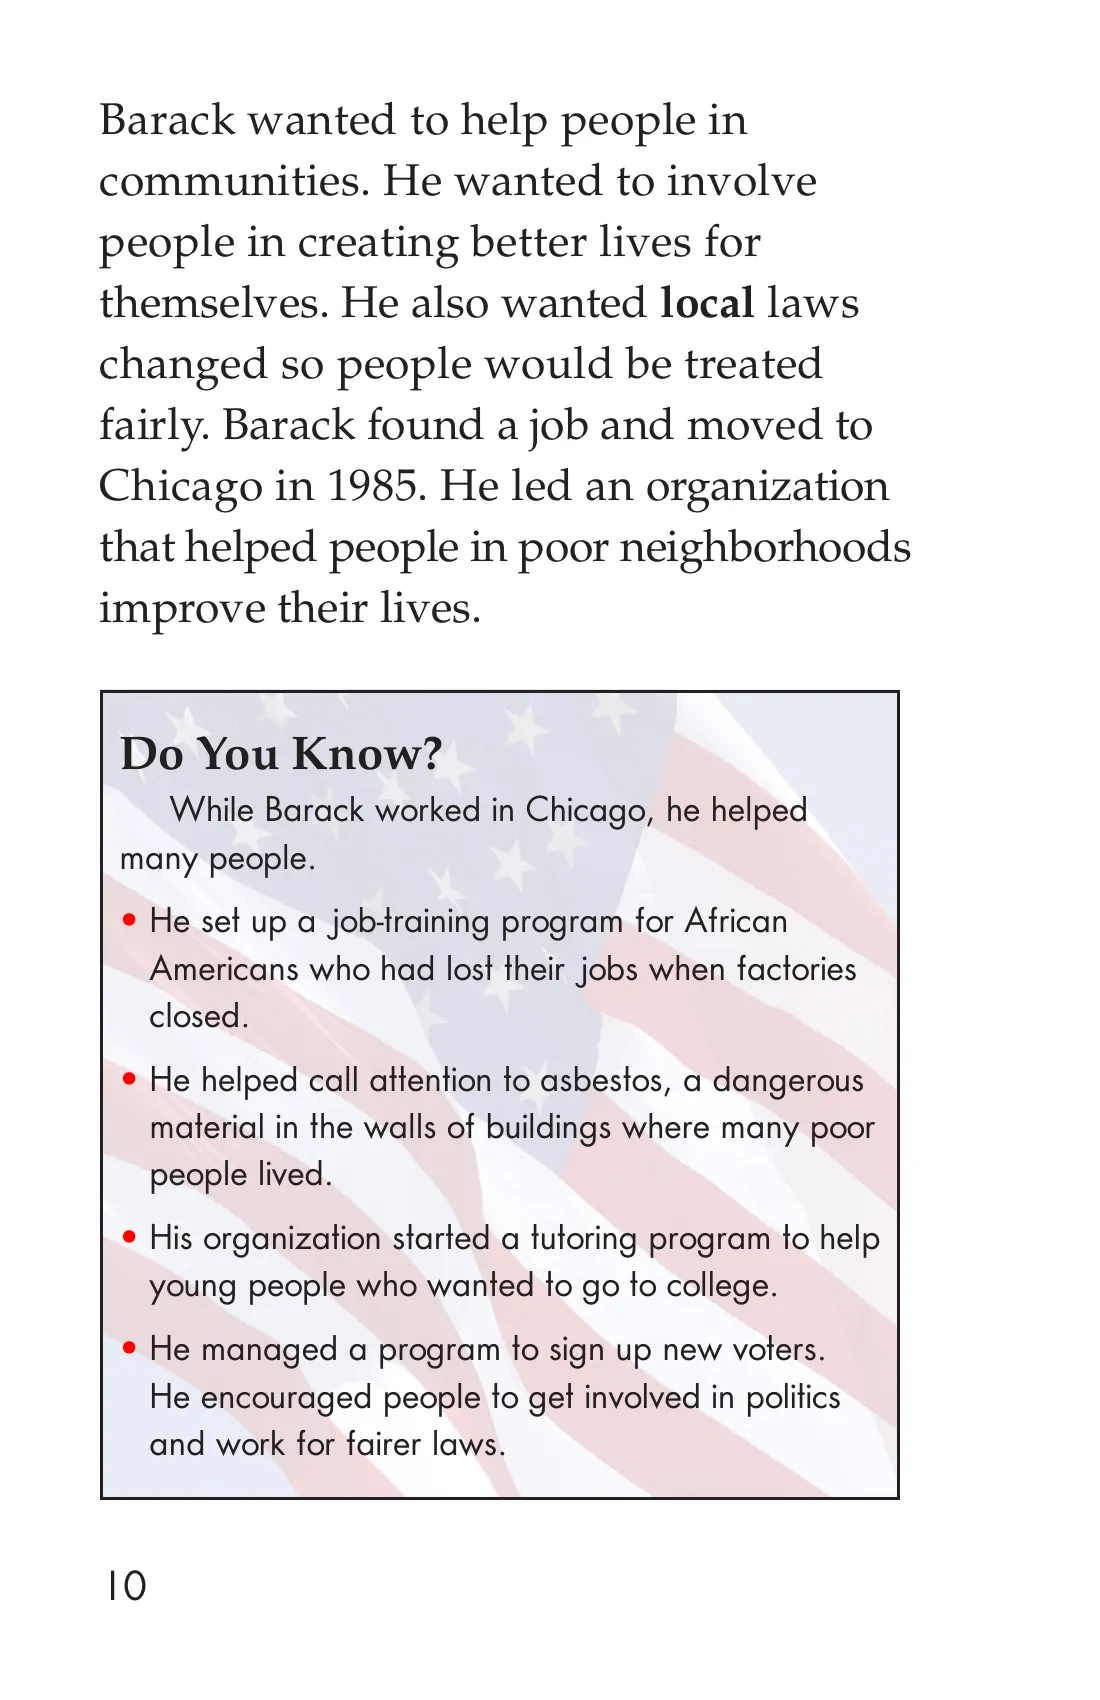 Barack wanted to help people in
communities. He wanted to involve
people in creating better lives for
themselves. He also wanted local laws
changed so people would be treated
fairly. Barack found a job and moved to
Chicago in 1985. He led an organization
that helped people in poor neighborhoods
improve their lives.
Do You Know?
While Barack worked in Chicago, he helped
many people.
• He set up a job-training program for African
Americans who had lost their jobs when factories
closed.
• He helped call attention to asbestos, a dangerous
material in the walls of buildings where many poor
people lived.
• His organization started a tutoring program to help
young people who wanted to go to college.
• He managed a program to sign up new voters.
He encouraged people to get involved in politics
and work for fairer laws.
10